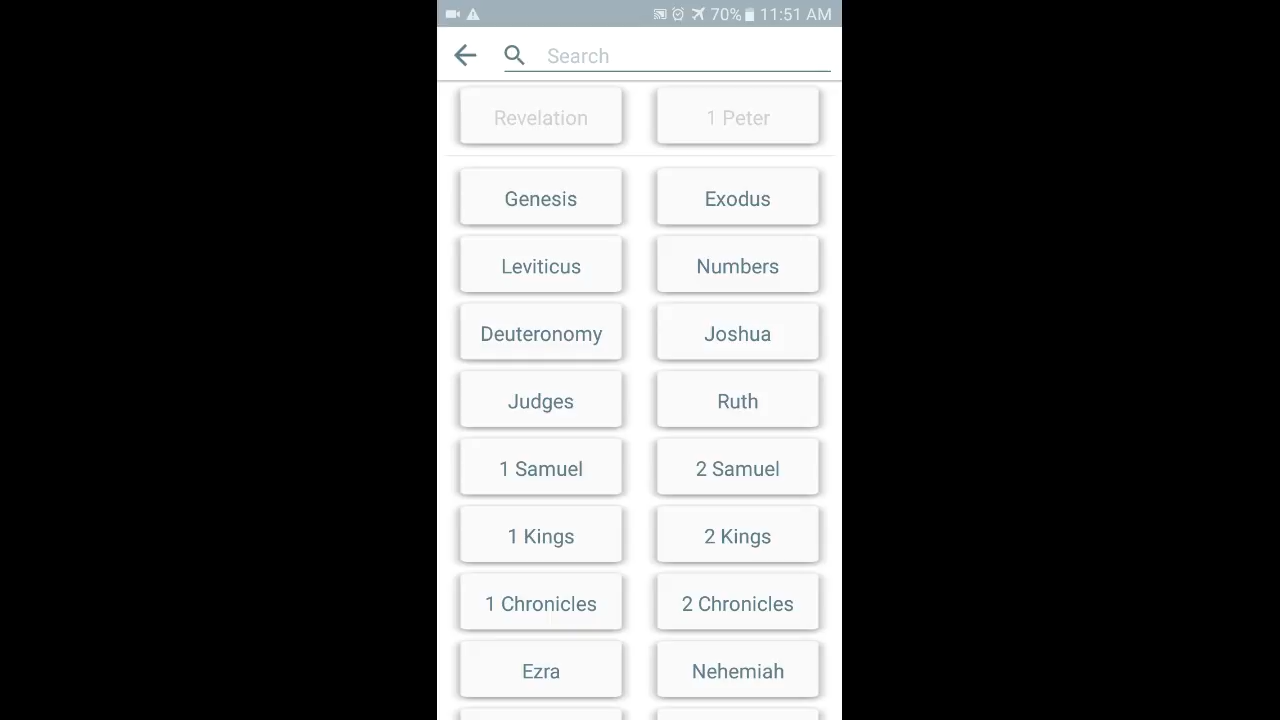 70% 11:51 AM
Search
Revelation 1 Peter
Genesis Exodus
Leviticus Numbers
Deuteronomy Joshua
Judges Ruth
1 Samuel 2 Samuel
1 Kings 2 Kings
1 Chronicles 2 Chronicles
Ezra Nehemiah